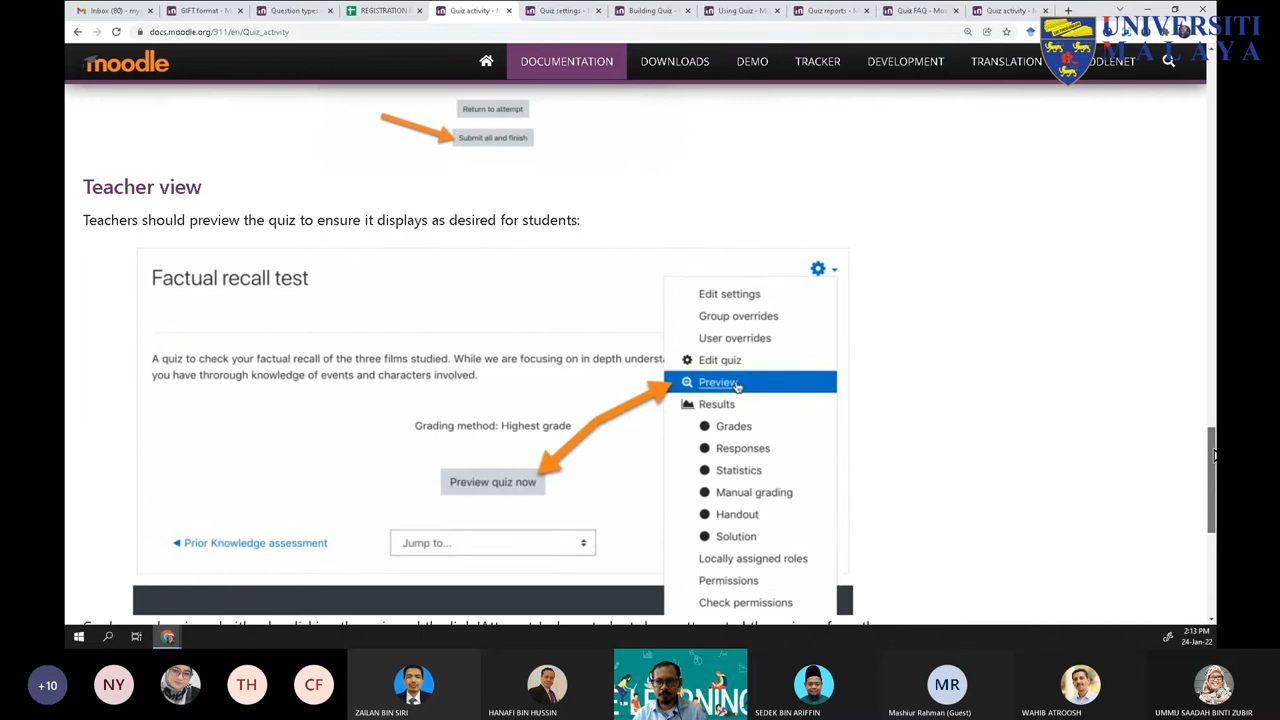 Inbox (80) - my
GIFT format - M
Question types
REGISTRATION
Quiz activity - M
Quiz settings - M
Building Quiz -
Using Quiz - Mo
Quiz reports - M
Quiz FAQ - Moo
Quiz activity - M
docs.moodle.org/311/en/Quiz_activity
UNIVERSITI
MALAYA
moodle
DOCUMENTATION
DOWNLOADS
DEMO
TRACKER
DEVELOPMENT
TRANSLATION
Return to attempt
Submit all and finish
Teacher view
Teachers should preview the quiz to ensure it displays as desired for students:
Factual recall test
Edit settings
Group overrides
User overrides
A quiz to check your factual recall of the three films studied. While we are focusing on in depth understa
you have throrough knowledge of events and characters involved.
Edit quiz
Preview
Results
Grading method: Highest grade
Grades
Responses
Statistics
Preview quiz now
Manual grading
Handout
Solution
Prior Knowledge assessment
Jump to...
Locally assigned roles
Permissions
Check permissions
2:13 PM
24-Jan-22
+10
NY
TH
CF
MR
ZAILAN BIN SIRI
HANAFI BIN HUSSIN
SEDEK BIN ARIFFIN
Mashiur Rahman (Guest)
WAHIB ATROOSH
UMMU SAADAH BINTI ZUBIR